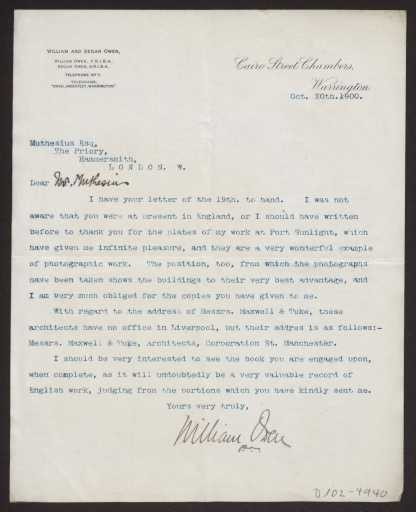 WILLIAM AND SEGAR OWEN,
WILLIAM OWEN, F.R.I.B.A.
SEGAR OWEN, A.R.I.B.A.
TELEPHONE
TELEGRAMS,
"OWEN, ARCHITECT, WARRINGTON"
Cairo Street Chambers,
Warrington
Oct. 20th.1900.
Muthesius Esq,
The Priory,
Hammersmith,
L O N D O N. W.
Dear Mr. Muthesius
I have your letter of the 19th. to hand. I was not
aware that you were at present in England, or I should have written
before to thank you for the plates of my work at Port Sunlight, which
have given me infinite pleasure, and they are a very wonderful example
of photographic work. The position, too, from which the photographs
have been taken shows the buildings to their very best advantage, and
I am very much obliged for the copies you have given to me.
With regard to the address of Messrs. Maxwell & Tuke, these
architects have no office in Liverpool, but their addres is as follows:-
Messrs. Maxwell & Tuke, Architects, Corporation St. Manchester.
I should be very interested to see the book you are engaged upon,
when complete, as it will undoubtedly be a very valuable record of
English work, judging from the portions which you have kindly sent me.
Yours very truly,
William Owen
D102-4940